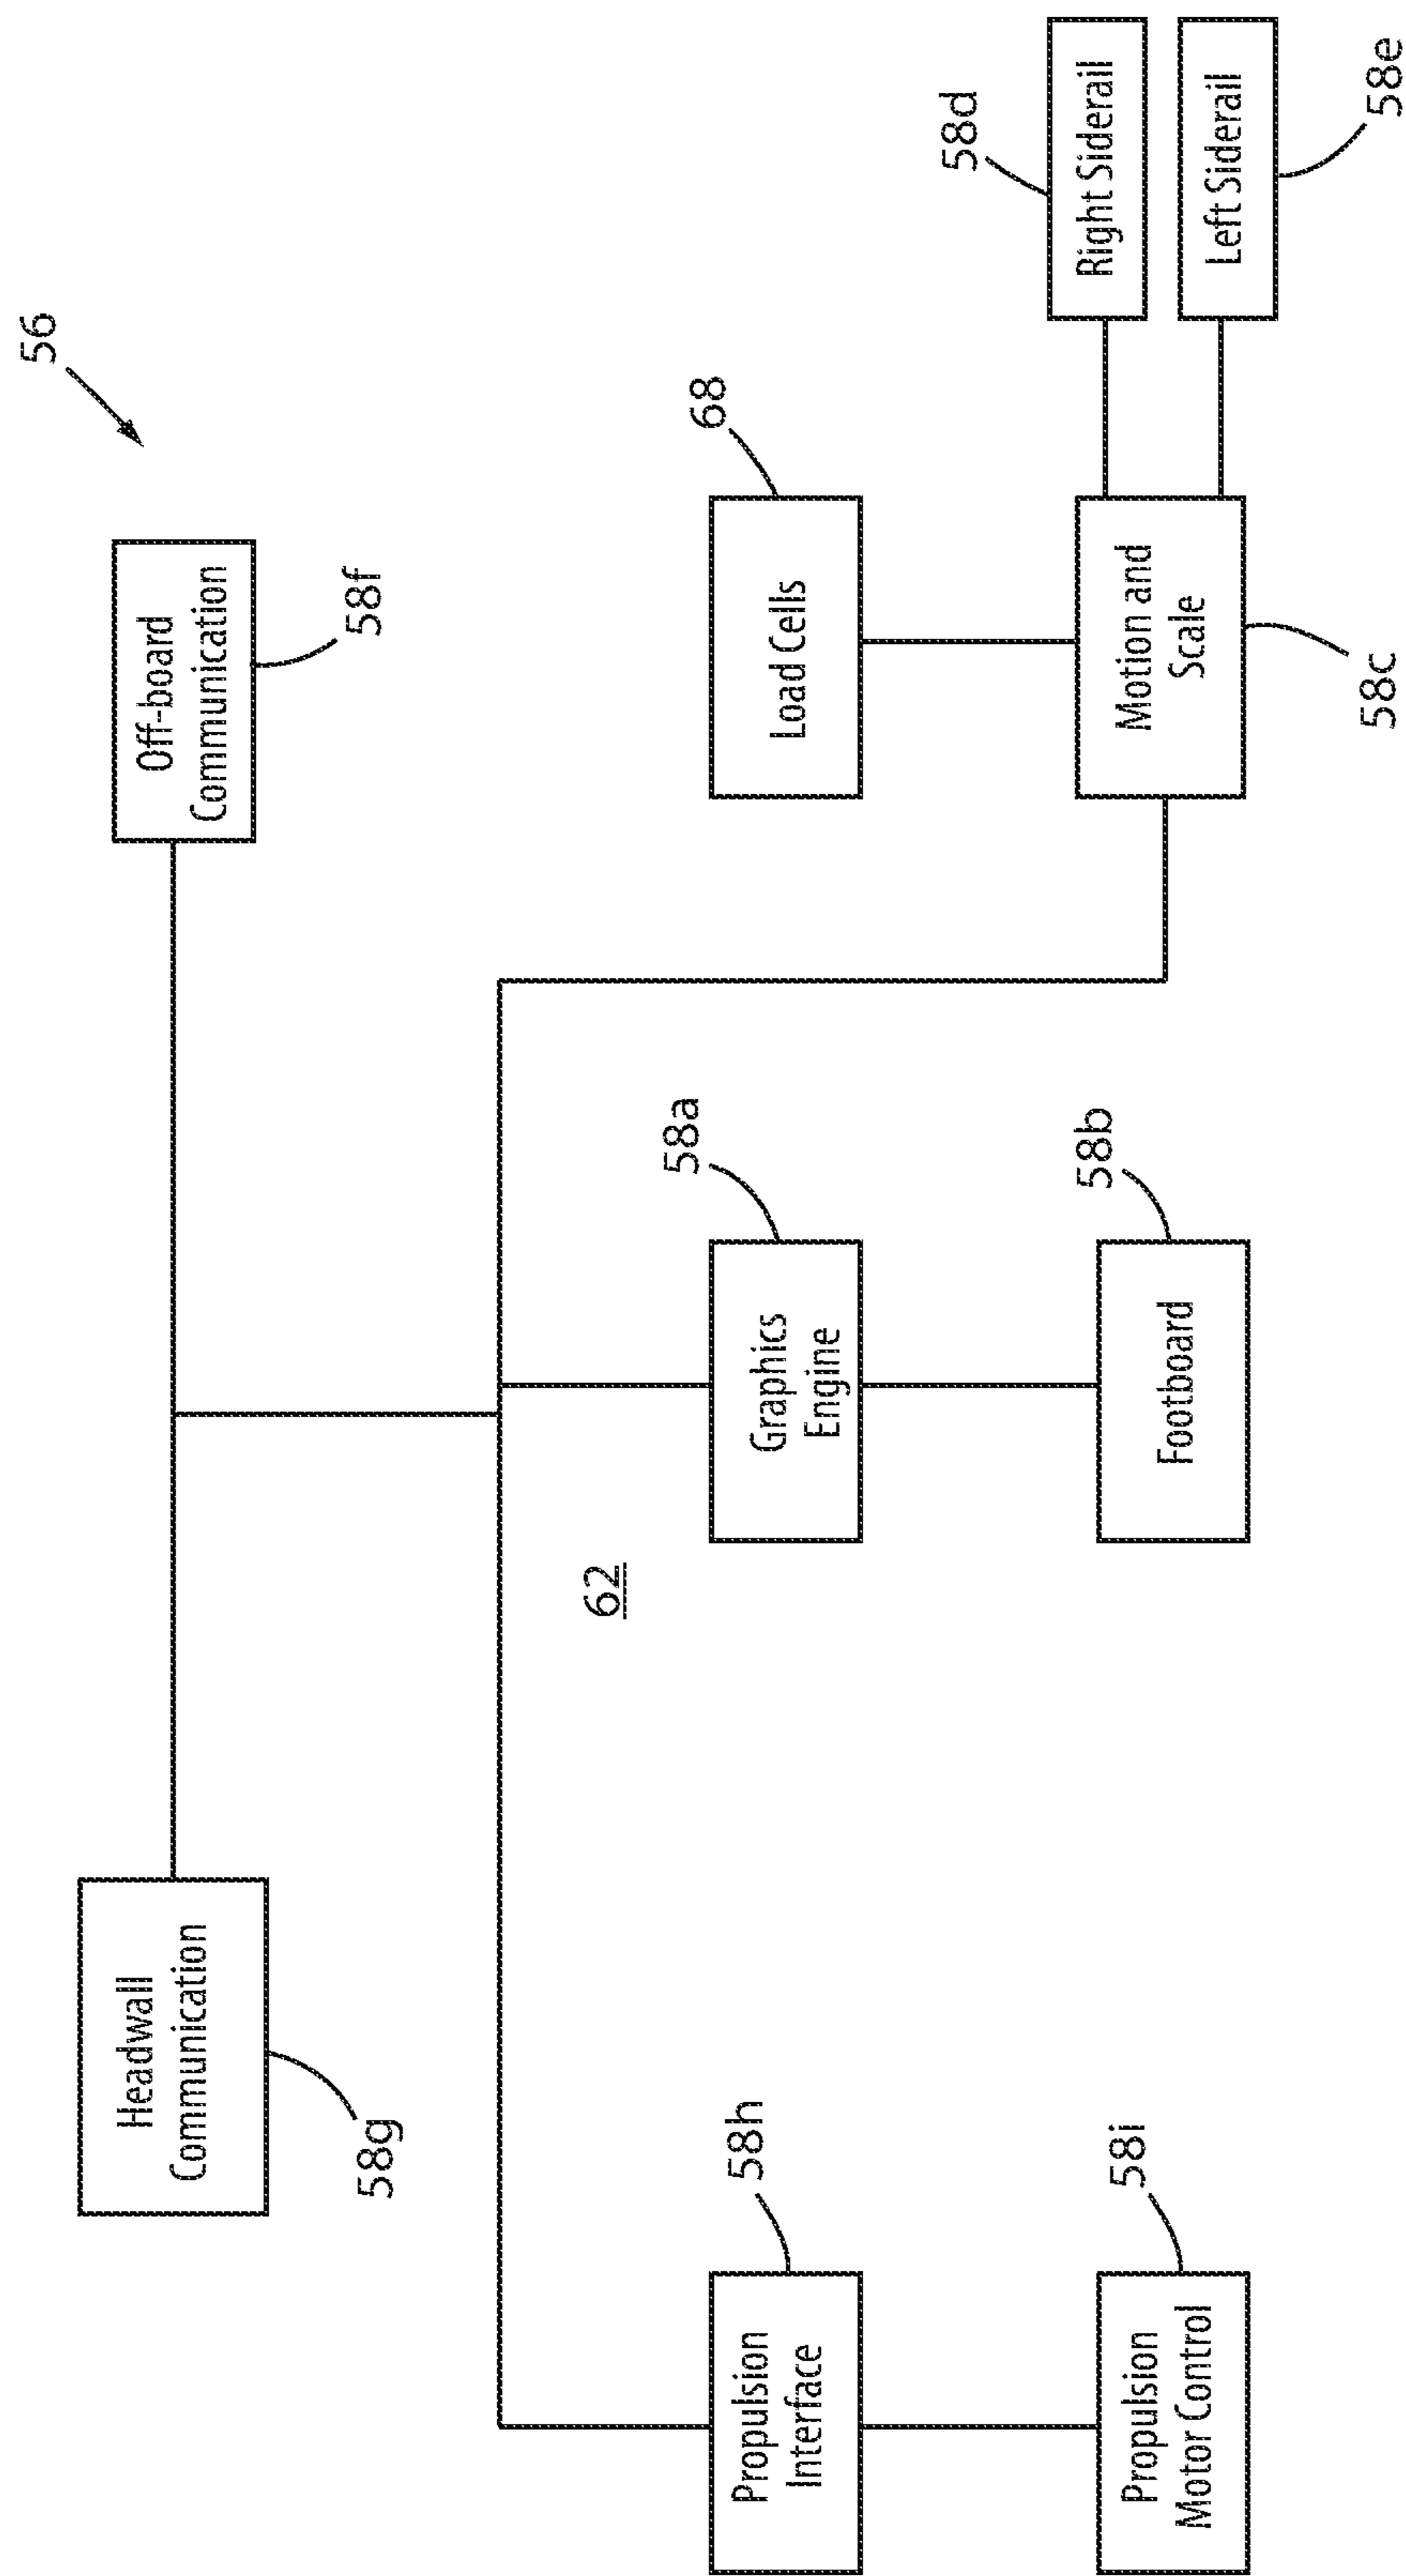 56
Headwall
Communication
58g
Off-board
Communication
58f
62
Propulsion
Interface
58h
Graphics
Engine
58a
Load Cells
68
Propulsion
Motor Control
58i
Footboard
58b
Motion and
Scale
58c
Right Siderail
58d
Left Siderail
58e